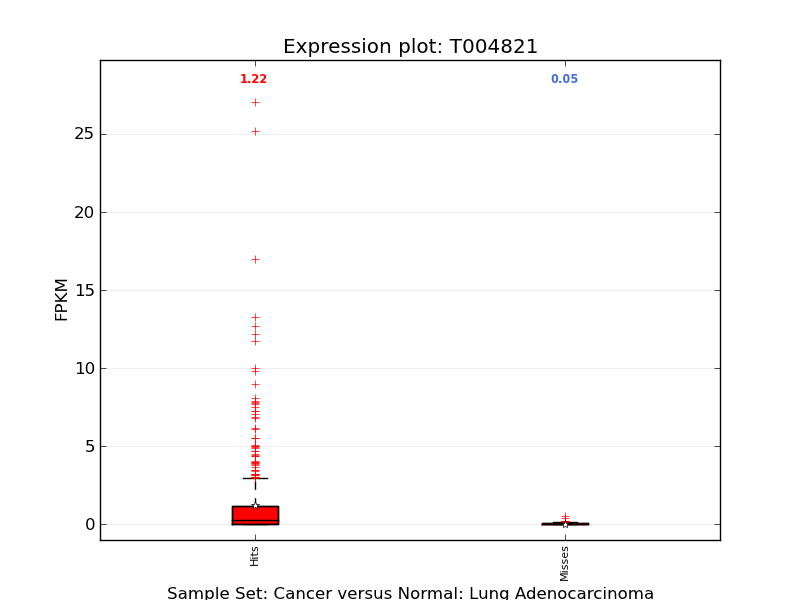 Expression plot: T004821
1.22
0.05
25
20
15
10
5
0
FPKM
Hits
Misses
Sample Set: Cancer versus Normal: Lung Adenocarcinoma